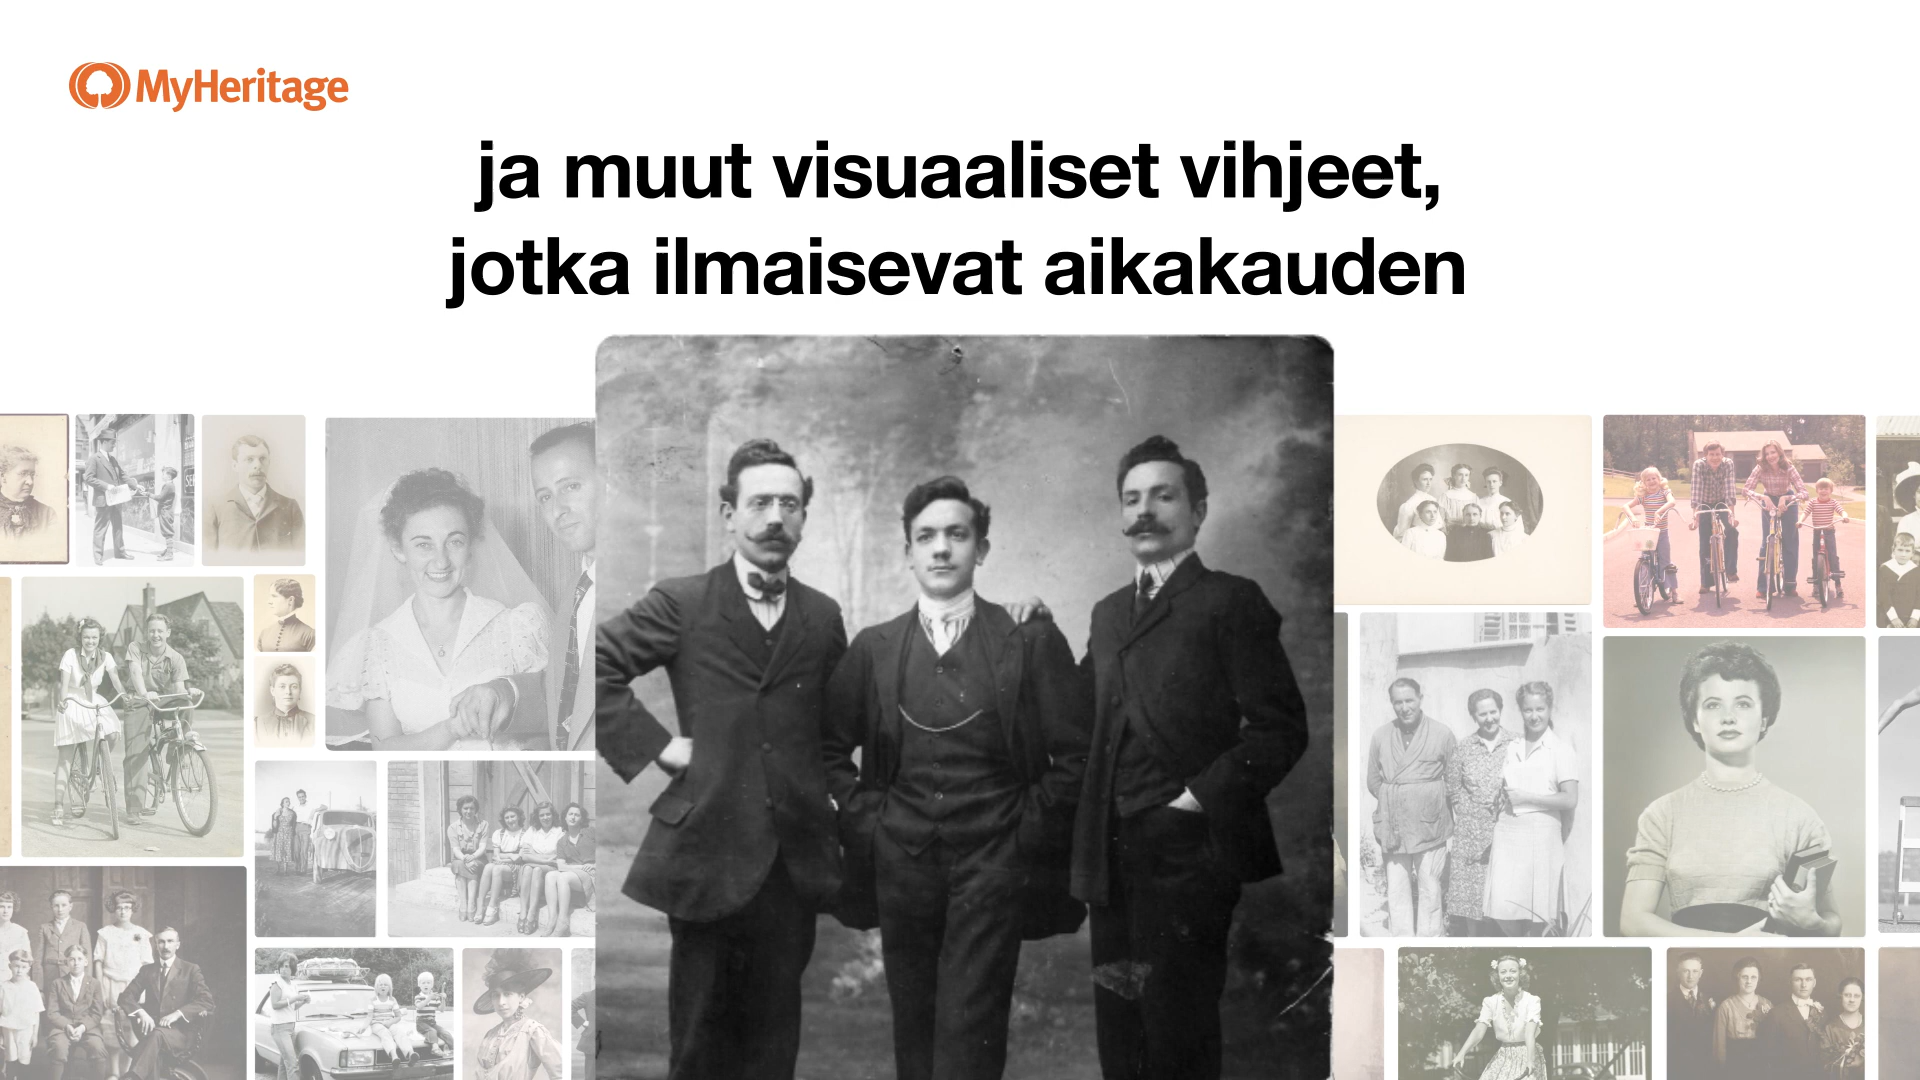 MyHeritage
ja muut visuaaliset vihjeet,
jotka ilmaisevat aikakauden